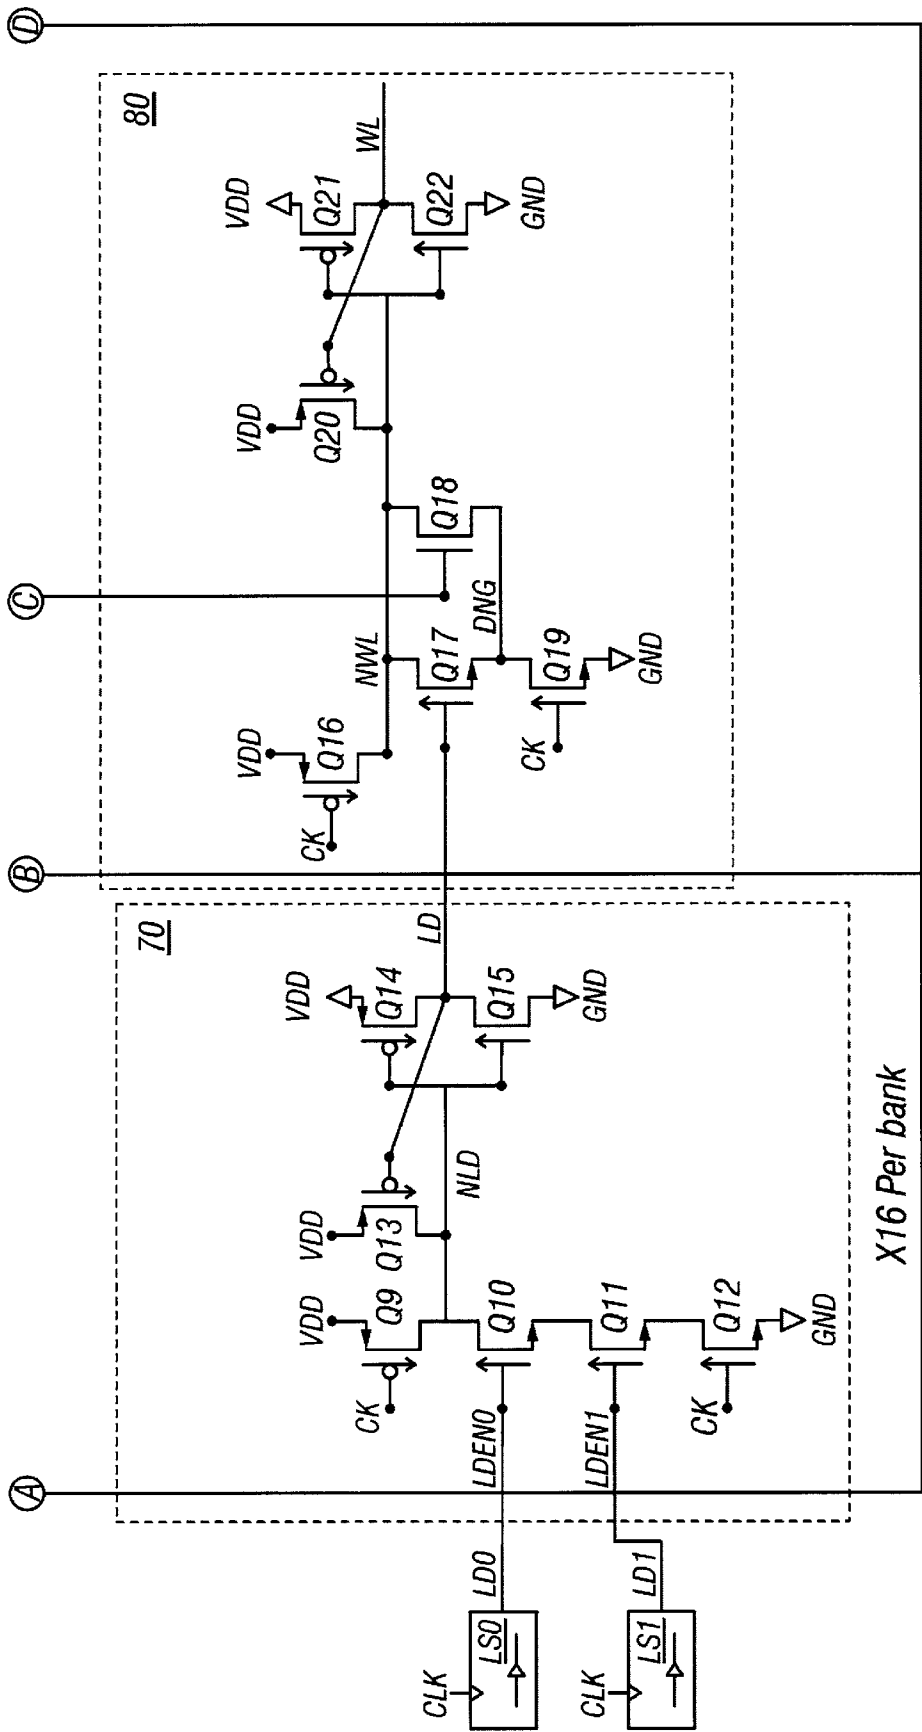 A
B
C
D
70
80
CLK
LS0
LD0
LDEN0
CLK
LS1
LD1
LDEN1
CK
VDD
Q9
Q10
Q11
CK
Q12
GND
VDD
Q13
NLD
VDD
Q14
Q15
GND
LD
CK
VDD
Q16
NWL
Q17
CK
Q19
GND
DNG
Q18
VDD
Q20
VDD
Q21
Q22
GND
WL
X16 Per bank